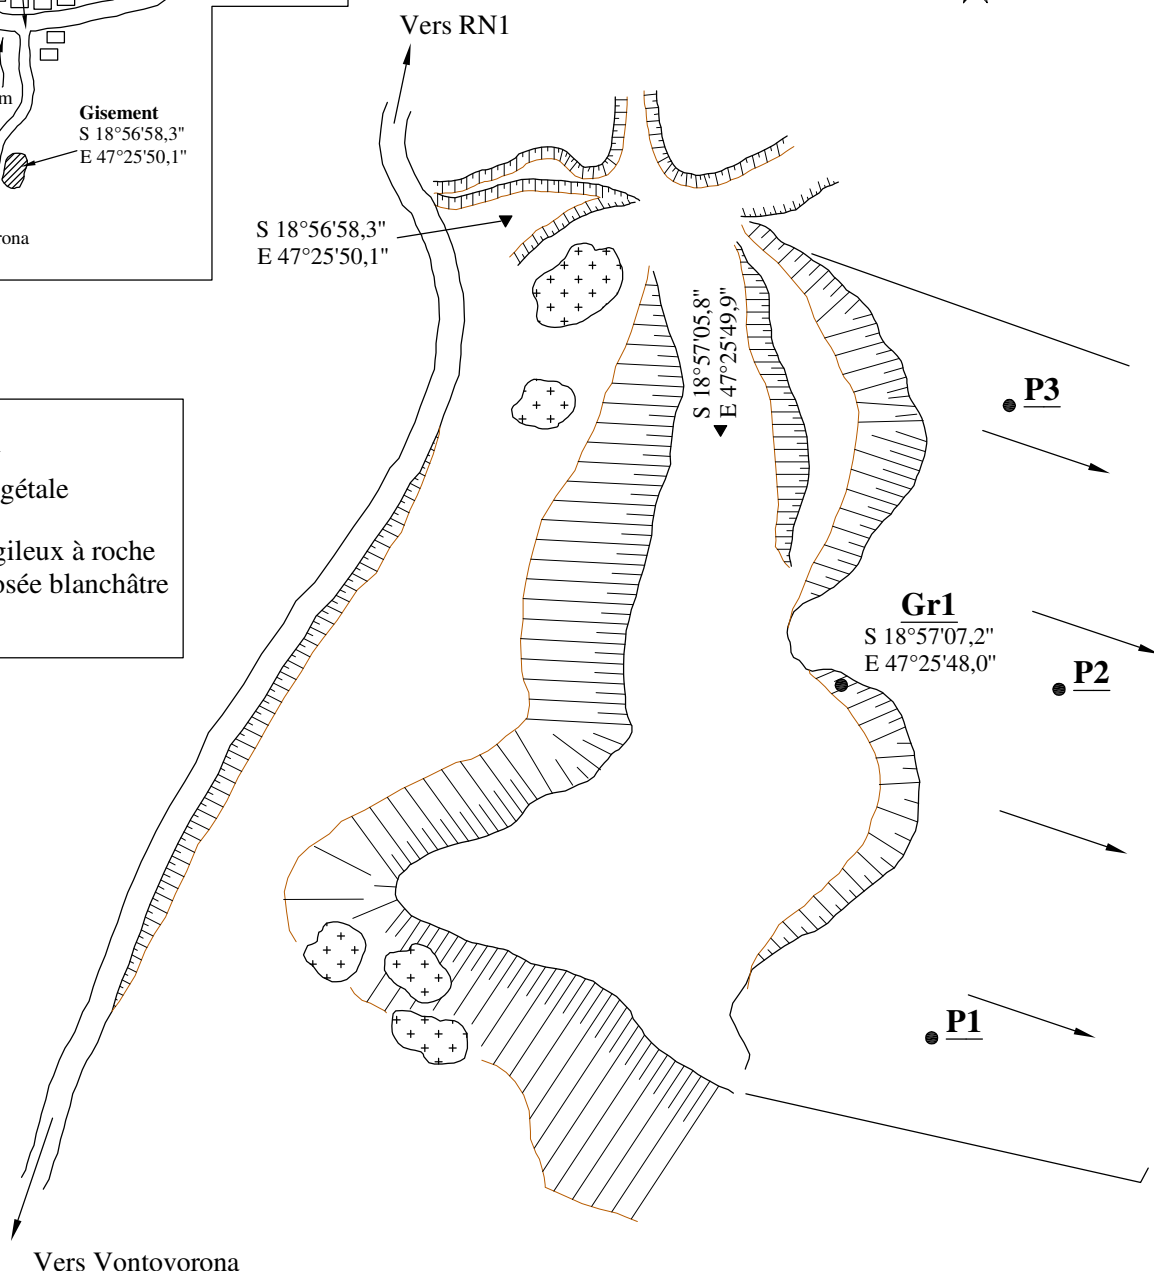 Vers RN1
m
Gisement
S 18°56'58,3"
E 47°25'50,1"
rona
S 18°56'58,3"
E 47°25'50,1"
S 18°57'05,8"
E 47°25'49,9"
P3
gétale
gileux à roche
osée blanchâtre
Gr1
S 18°57'07,2"
E 47°25'48,0"
P2
P1
Vers Vontovorona